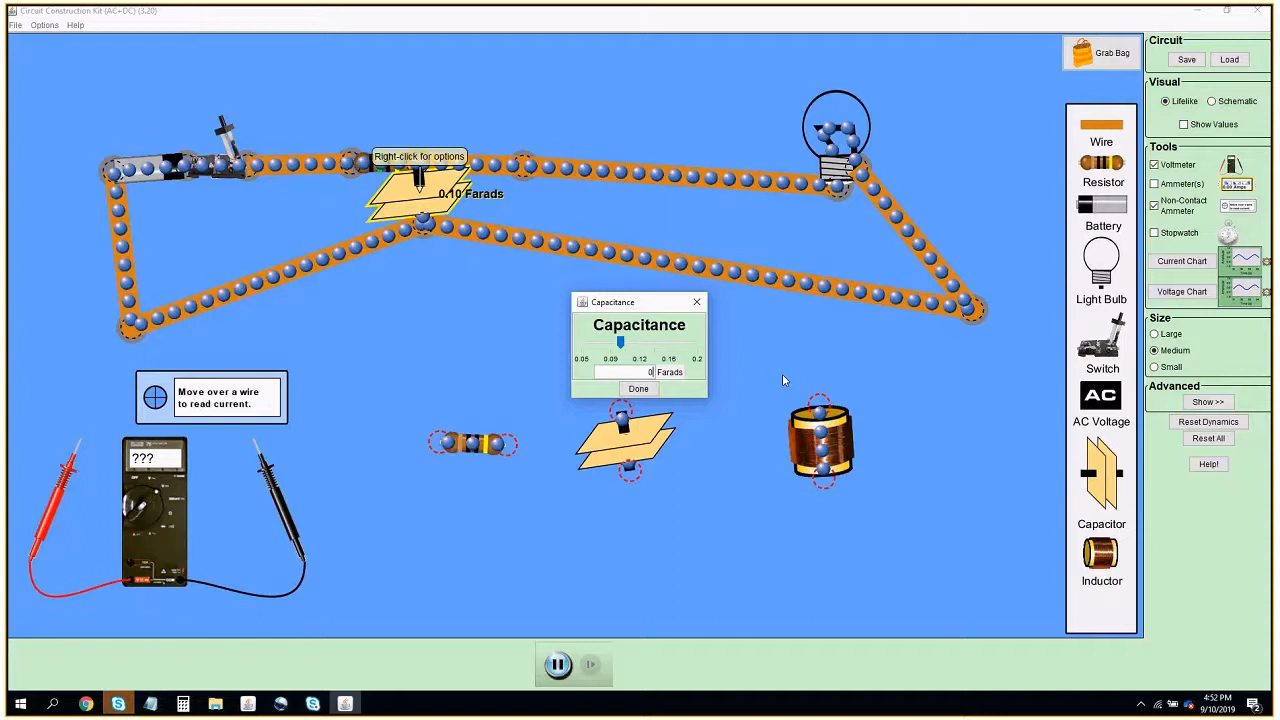 Circuit Construction Kit (AC+DC) (3.20)
File Options Help
Grab Bag
Right-click for options
0.10 Farads
Capacitance
Capacitance
0.05 0.09 0.12 0.16 0.2
0 Farads
Done
Move over a wire
to read current.
???
Wire
Resistor
Battery
Light Bulb
Switch
AC
AC Voltage
Capacitor
Inductor
Circuit
Save Load
Visual
Lifelike Schematic
Show Values
Tools
Voltmeter
Ammeter(s)
Non-Contact
Ammeter
Stopwatch
Current Chart
Voltage Chart
Size
Large
Medium
Small
Advanced
Show >>
Reset Dynamics
Reset All
Help!
4:52 PM
9/10/2019